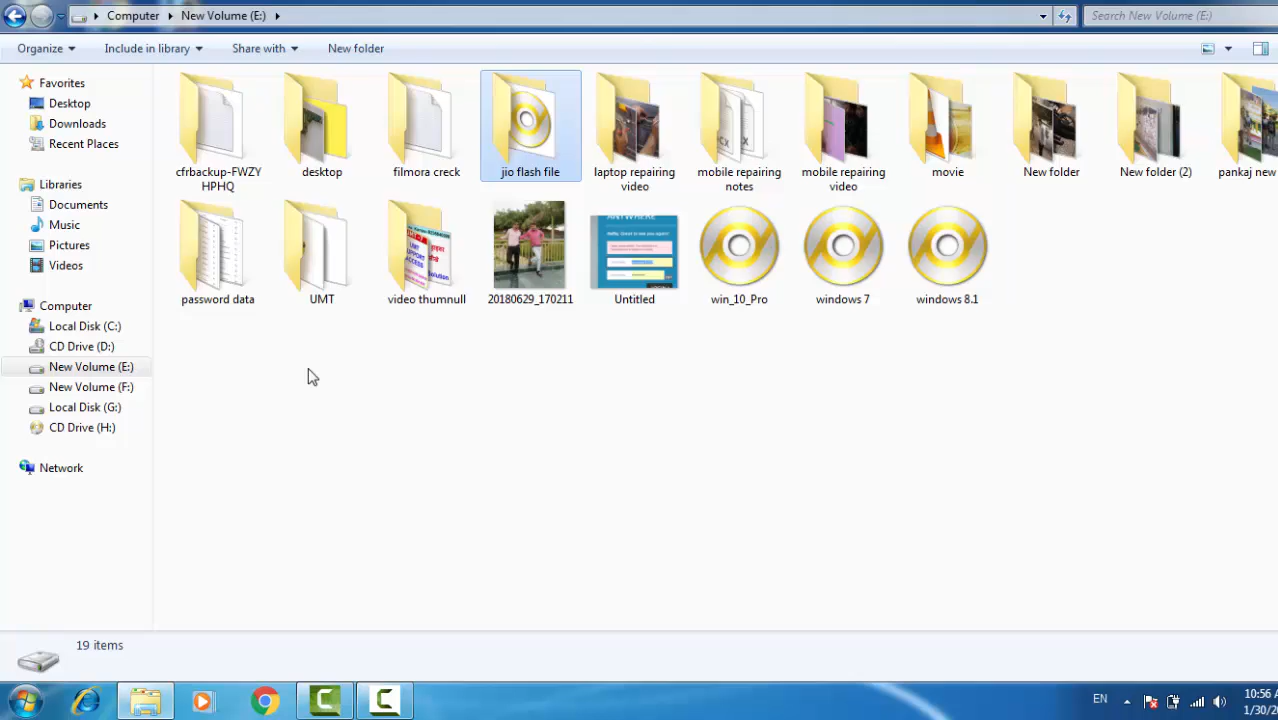 Computer
New Volume (E:)
Search New Volume (E:)
Organize
Include in library
Share with
New folder
Favorites
Desktop
Downloads
Recent Places
Libraries
Documents
Music
Pictures
Videos
Computer
Local Disk (C:)
CD Drive (D:)
New Volume (E:)
New Volume (F:)
Local Disk (G:)
CD Drive (H:)
Network
cfrbackup-FWZY
HPHQ
desktop
filmora creck
jio flash file
laptop repairing
video
mobile repairing
notes
mobile repairing
video
movie
New folder
New folder (2)
pankaj new
password data
UMT
video thumnull
20180629_170211
Untitled
win_10_Pro
windows 7
windows 8.1
19 items
EN
10:56
1/30/20